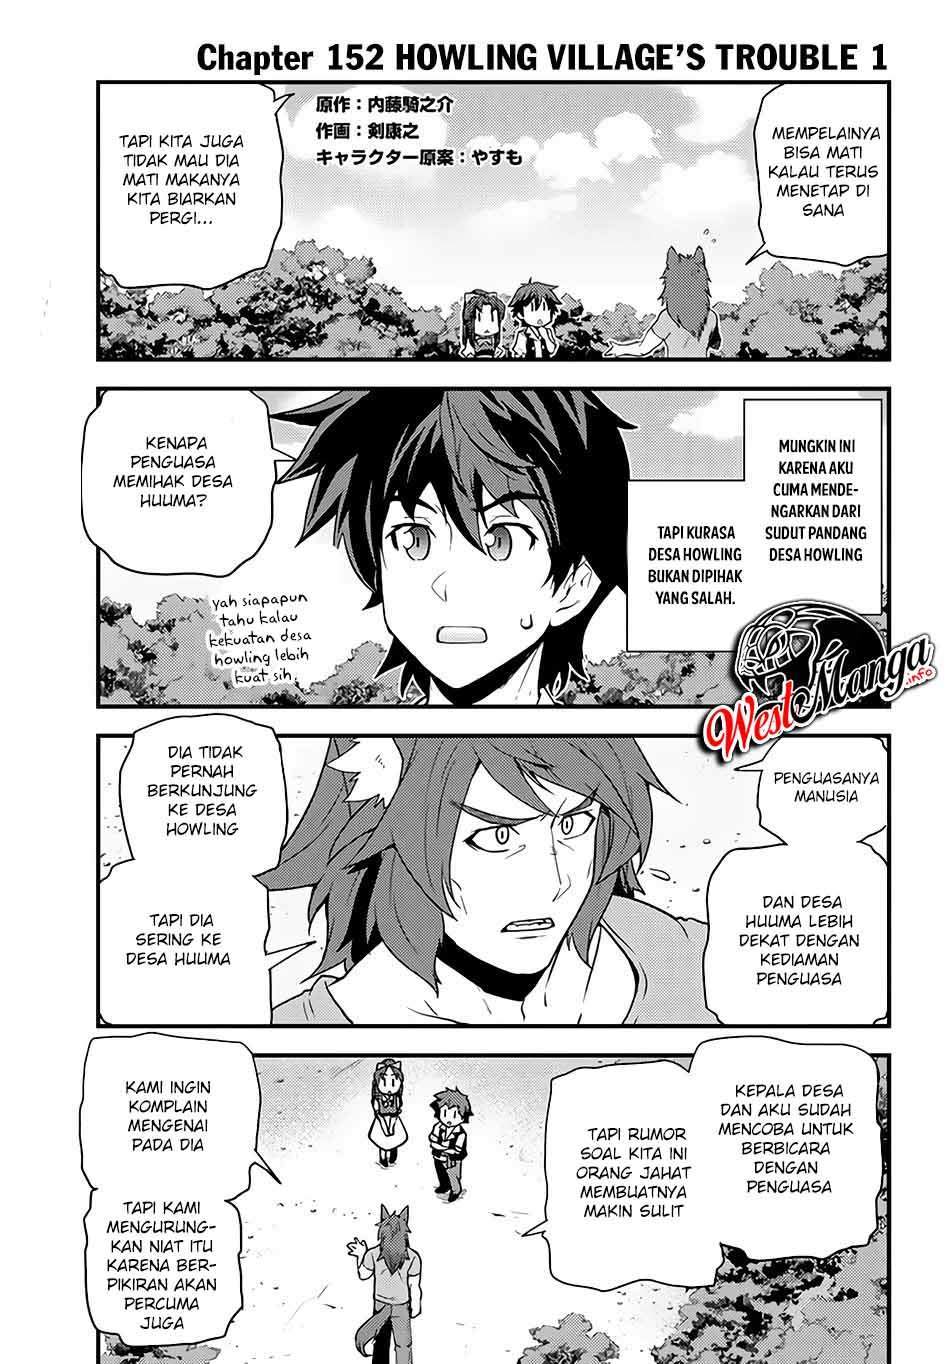 Chapter 152 HOWLING VILLAGE'S TROUBLE 1
原作：内藤騎之介
作画：剣康之
キャラクター原案：やすも
MEMPELAINYA
BISA MATI
KALAU TERUS
MENETAP DI
SANA
TAPI KITA JUGA
TIDAK MAU DIA
MATI MAKANYA
KITA BIARKAN
PERGI...
MUNGKIN INI
KARENA AKU
CUMA MENDE-
NGARKAN DARI
SUDUT PANDANG
DESA HOWLING
TAPI KURASA
DESA HOWLING
BUKAN DIPIHAK
YANG SALAH.
KENAPA
PENGUASA
MEMIHAK DESA
HUUMA?
yah siapapun
tahu kalau
kekuatan desa
howling lebih
kuat sih.
WestManga
.info
PENGUASANYA
MANUSIA
DAN DESA
HUUMA LEBIH
DEKAT DENGAN
KEDIAMAN
PENGUASA
DIA TIDAK
PERNAH
BERKUNJUNG
KE DESA
HOWLING
TAPI DIA
SERING KE
DESA HUUMA
KEPALA DESA
DAN AKU SUDAH
MENCOBA UNTUK
BERBICARA
DENGAN
PENGUASA
TAPI RUMOR
SOAL KITA INI
ORANG JAHAT
MEMBUATNYA
MAKIN SULIT
KAMI INGIN
KOMPLAIN
MENGENAI
PADA DIA
TAPI KAMI
MENGURUNG-
KAN NIAT ITU
KARENA BER-
PIKIRAN AKAN
PERCUMA
JUGA